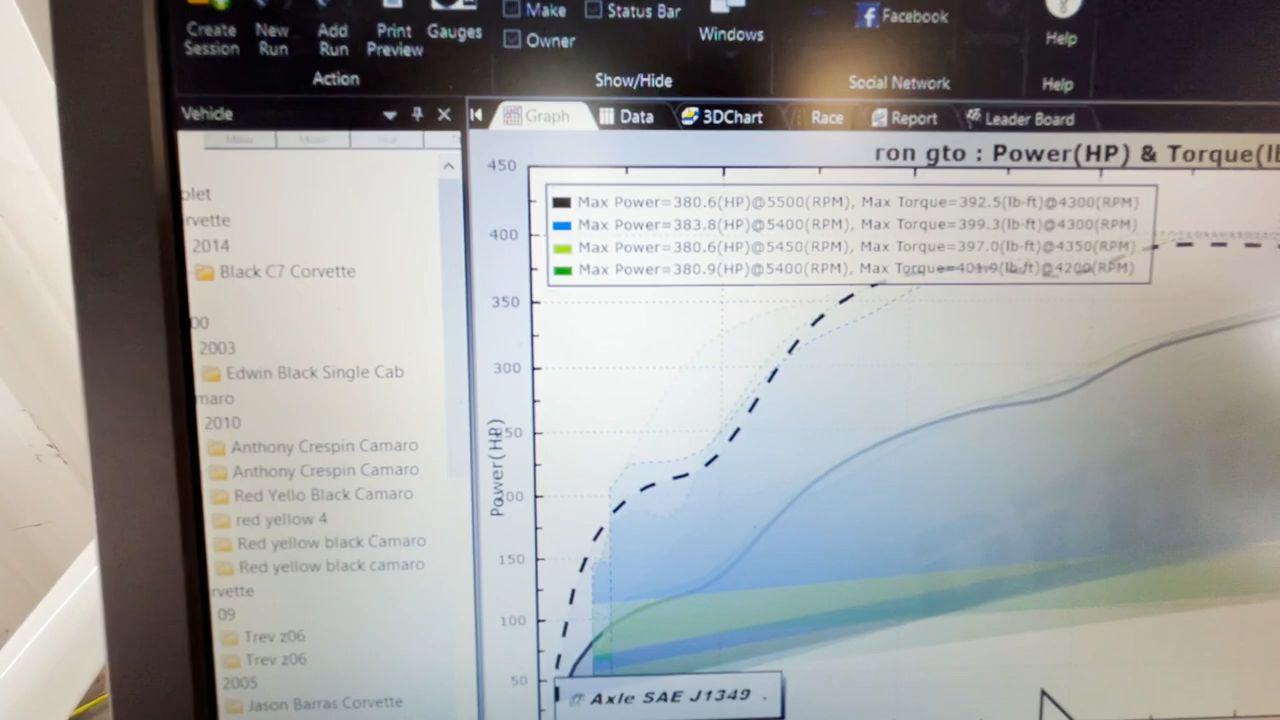 Create Session
New Run
Add Run
Print Preview
Gauges
Make
Status Bar
Owner
Windows
Facebook
Help
Action
Show/Hide
Social Network
Help
Vehicle
Graph
Data
3DChart
Race
Report
Leader Board
olet
rvette
2014
Black C7 Corvette
00
2003
Edwin Black Single Cab
maro
2010
Anthony Crespin Camaro
Anthony Crespin Camaro
Red Yello Black Camaro
red yellow 4
Red yellow black Camaro
Red yellow black camaro
rvette
09
Trev z06
Trev z06
2005
Jason Barras Corvette
ron gto : Power(HP) & Torque(lb
Max Power=380.6(HP)@5500(RPM), Max Torque=392.5(lb-ft)@4300(RPM)
Max Power=383.8(HP)@5400(RPM), Max Torque=399.3(lb-ft)@4300(RPM)
Max Power=380.6(HP)@5450(RPM), Max Torque=397.0(lb-ft)@4350(RPM)
Max Power=380.9(HP)@5400(RPM), Max Torque=401.9(lb-ft)@4200(RPM)
450
400
350
300
50
00
150
100
50
Power(HP)
@ Axle SAE J1349 .